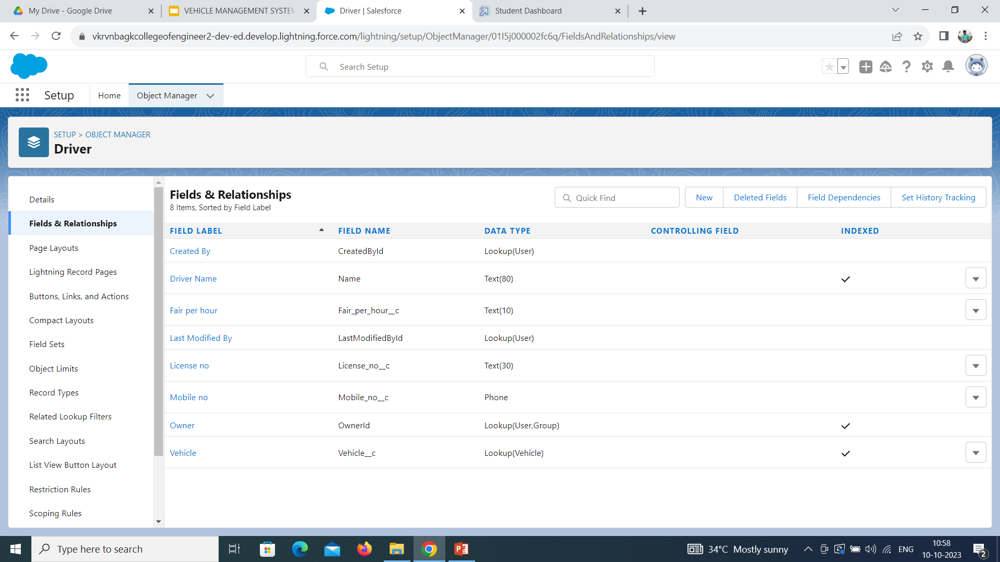 My Drive - Google Drive
VEHICLE MANAGEMENT SYSTEM
Driver | Salesforce
Student Dashboard
vkrvnbagkcollegeofengineer2-dev-ed.develop.lightning.force.com/lightning/setup/ObjectManager/01I5j000002fc6q/FieldsAndRelationships/view
Search Setup
Setup
Home
Object Manager
SETUP > OBJECT MANAGER
Driver
Details
Fields & Relationships
Page Layouts
Lightning Record Pages
Buttons, Links, and Actions
Compact Layouts
Field Sets
Object Limits
Record Types
Related Lookup Filters
Search Layouts
List View Button Layout
Restriction Rules
Scoping Rules
Fields & Relationships
8 Items, Sorted by Field Label
Quick Find
New
Deleted Fields
Field Dependencies
Set History Tracking
FIELD LABEL FIELD NAME DATA TYPE CONTROLLING FIELD INDEXED
Created By CreatedById Lookup(User)
Driver Name Name Text(80)
Fair per hour Fair_per_hour__c Text(10)
Last Modified By LastModifiedById Lookup(User)
License no License_no__c Text(30)
Mobile no Mobile_no__c Phone
Owner OwnerId Lookup(User,Group)
Vehicle Vehicle__c Lookup(Vehicle)
Type here to search
34°C Mostly sunny
ENG
10:58
10-10-2023
2